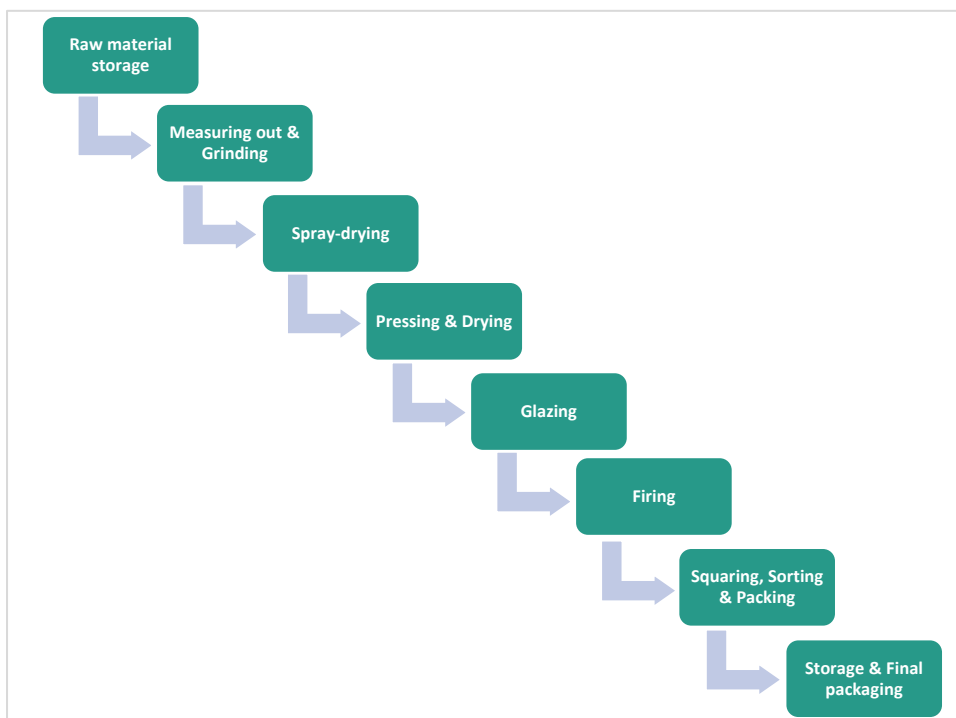 Raw material
storage
Measuring out &
Grinding
Spray-drying
Pressing & Drying
Glazing
Firing
Squaring, Sorting
& Packing
Storage & Final
packaging